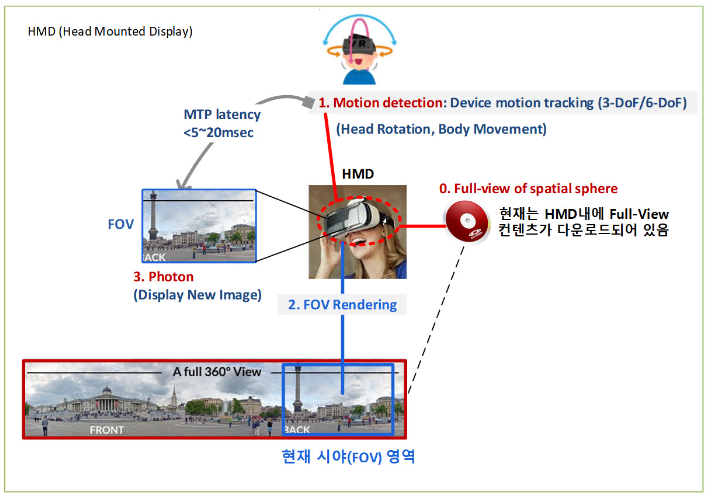 HMD (Head Mounted Display)
VR
1. Motion detection: Device motion tracking (3-DoF/6-DoF)
(Head Rotation, Body Movement)
MTP latency
<5~20msec
HMD
0. Full-view of spatial sphere
현재는 HMD내에 Full-View
컨텐츠가 다운로드되어 있음
FOV
ACK
3. Photon
(Display New Image)
2. FOV Rendering
A full 360° View
FRONT
BACK
현재 시야(FOV) 영역